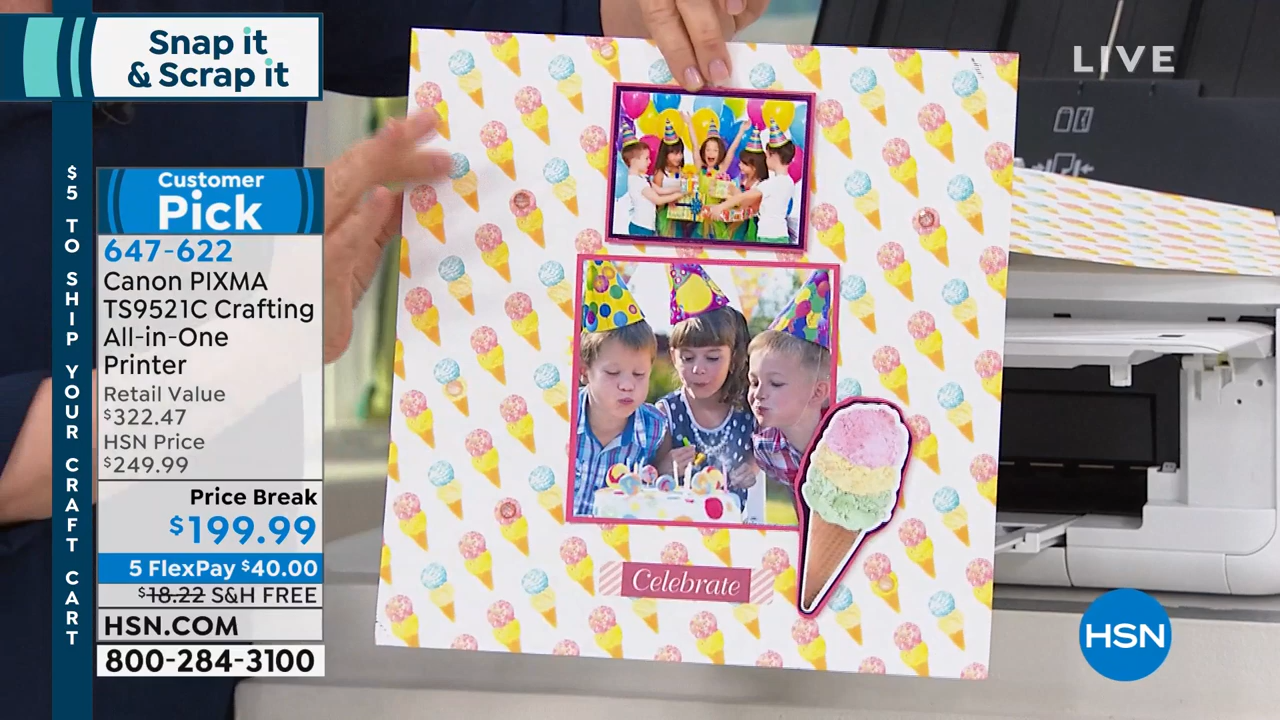 Snap it
& Scrap it
$5 TO SHIP YOUR CRAFT CART
Customer
Pick
647-622
Canon PIXMA
TS9521C Crafting
All-in-One
Printer
Retail Value
$322.47
HSN Price
$249.99
Price Break
$199.99
5 FlexPay $40.00
$18.22 S&H FREE
HSN.COM
800-284-3100
LIVE
Celebrate
HSN